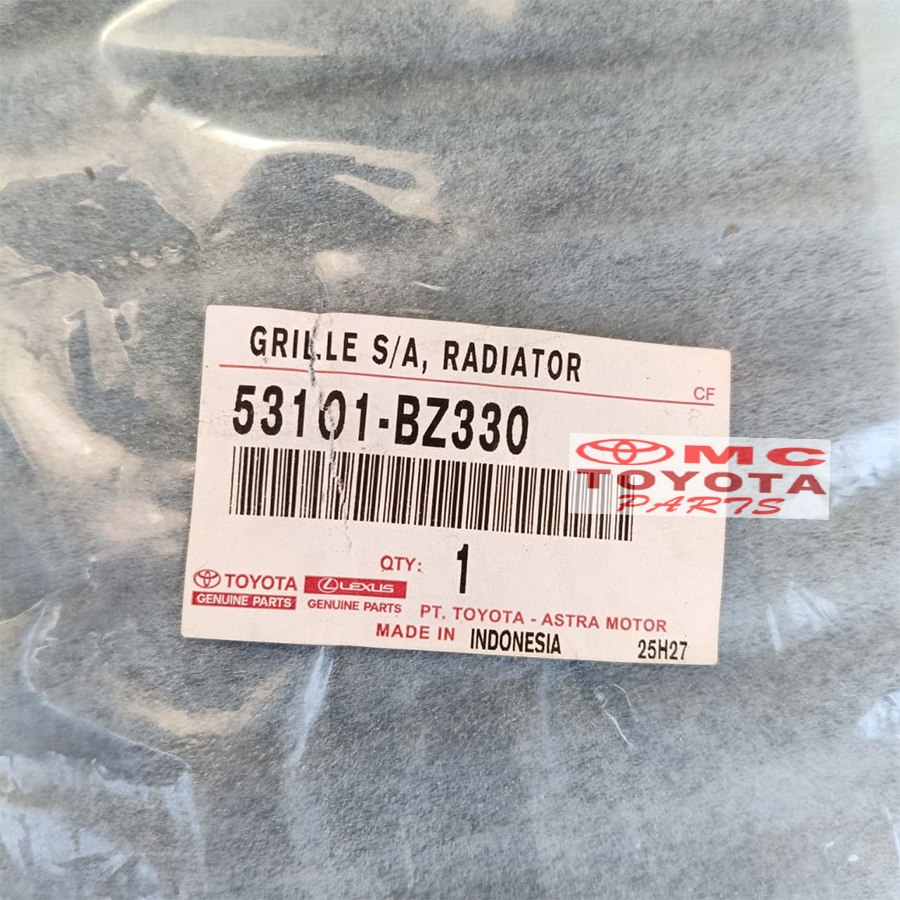 GRILLE S/A, RADIATOR
CF
53101-BZ330
OMC
TOYOTA
PARTS
QTY: 1
TOYOTA
GENUINE PARTS
LEXUS
GENUINE PARTS
PT. TOYOTA - ASTRA MOTOR
MADE IN INDONESIA
25H27